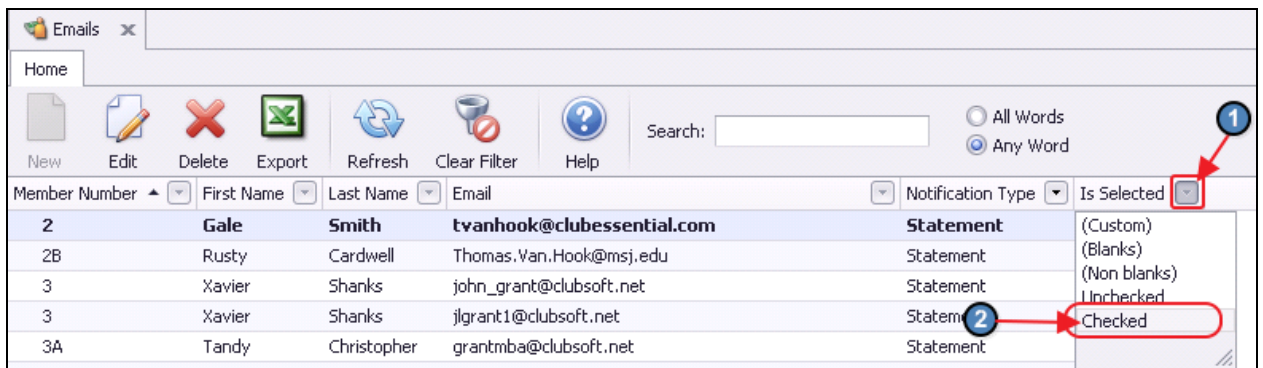 Emails x
Home
New Edit Delete Export Refresh Clear Filter Help Search: All Words
Any Word
1
Member Number First Name Last Name Email Notification Type Is Selected
2 Gale Smith tvanhook@clubessential.com Statement (Custom)
2B Rusty Cardwell Thomas.Van.Hook@msj.edu Statement (Blanks)
3 Xavier Shanks john_grant@clubsoft.net Statement (Non blanks)
Unchecked
3 Xavier Shanks jlgrant1@clubsoft.net Statem 2 Checked
3A Tandy Christopher grantmba@clubsoft.net Statement